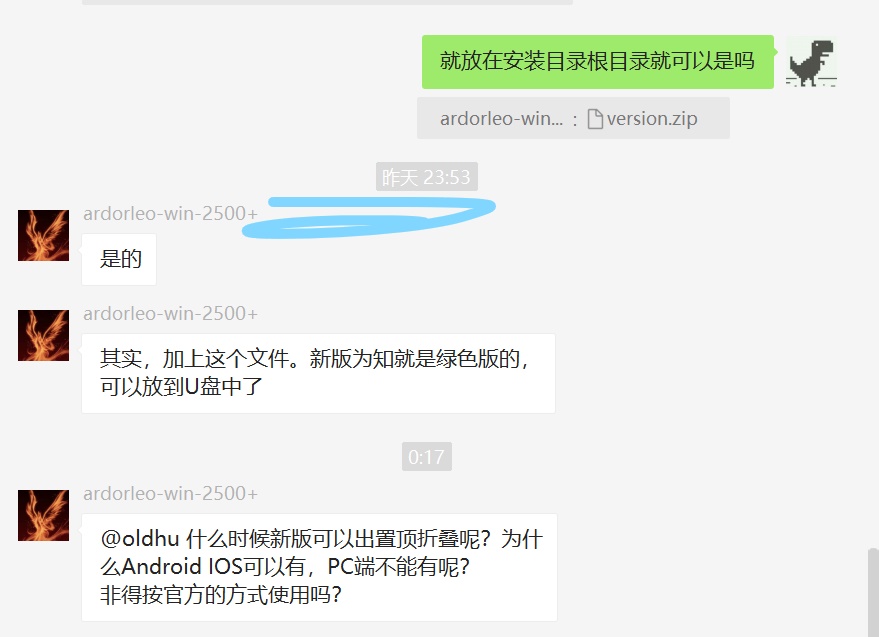 就放在安装目录根目录就可以是吗
ardorleo-win... : version.zip
昨天 23:53
ardorleo-win-2500+
是的
ardorleo-win-2500+
其实，加上这个文件。新版为知就是绿色版的，
可以放到U盘中了
0:17
ardorleo-win-2500+
@oldhu 什么时候新版可以出置顶折叠呢？为什
么Android IOS可以有，PC端不能有呢？
非得按官方的方式使用吗？